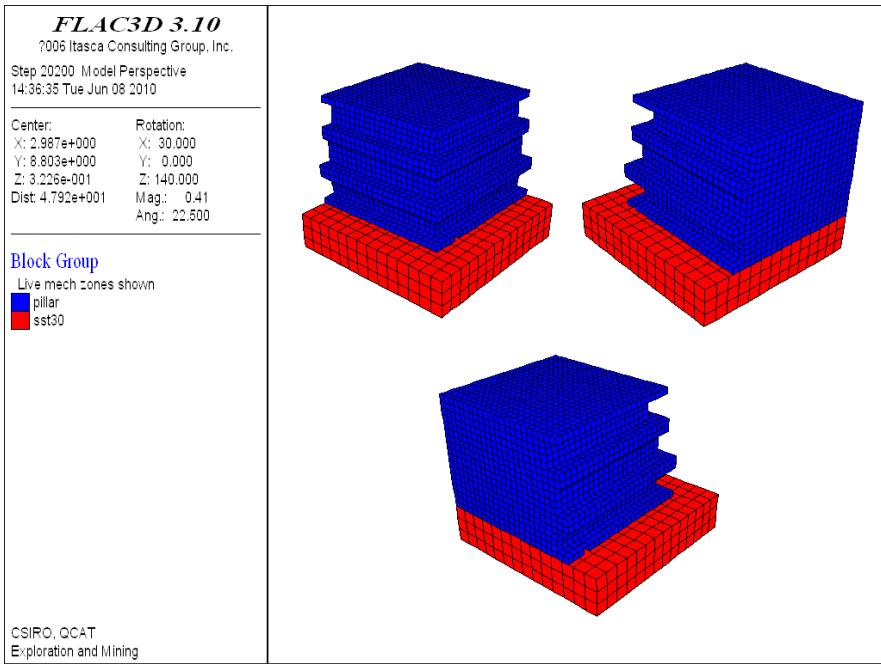 FLAC3D 3.10
?006 Itasca Consulting Group, Inc.
Step 20200 Model Perspective
14:36:35 Tue Jun 08 2010
Center:
X: 2.987e+000
Y: 8.803e+000
Z: 3.226e-001
Dist: 4.792e+001
Rotation:
X: 30.000
Y: 0.000
Z: 140.000
Mag.: 0.41
Ang.: 22.500
Block Group
Live mech zones shown
pillar
sst30
CSIRO, QCAT
Exploration and Mining